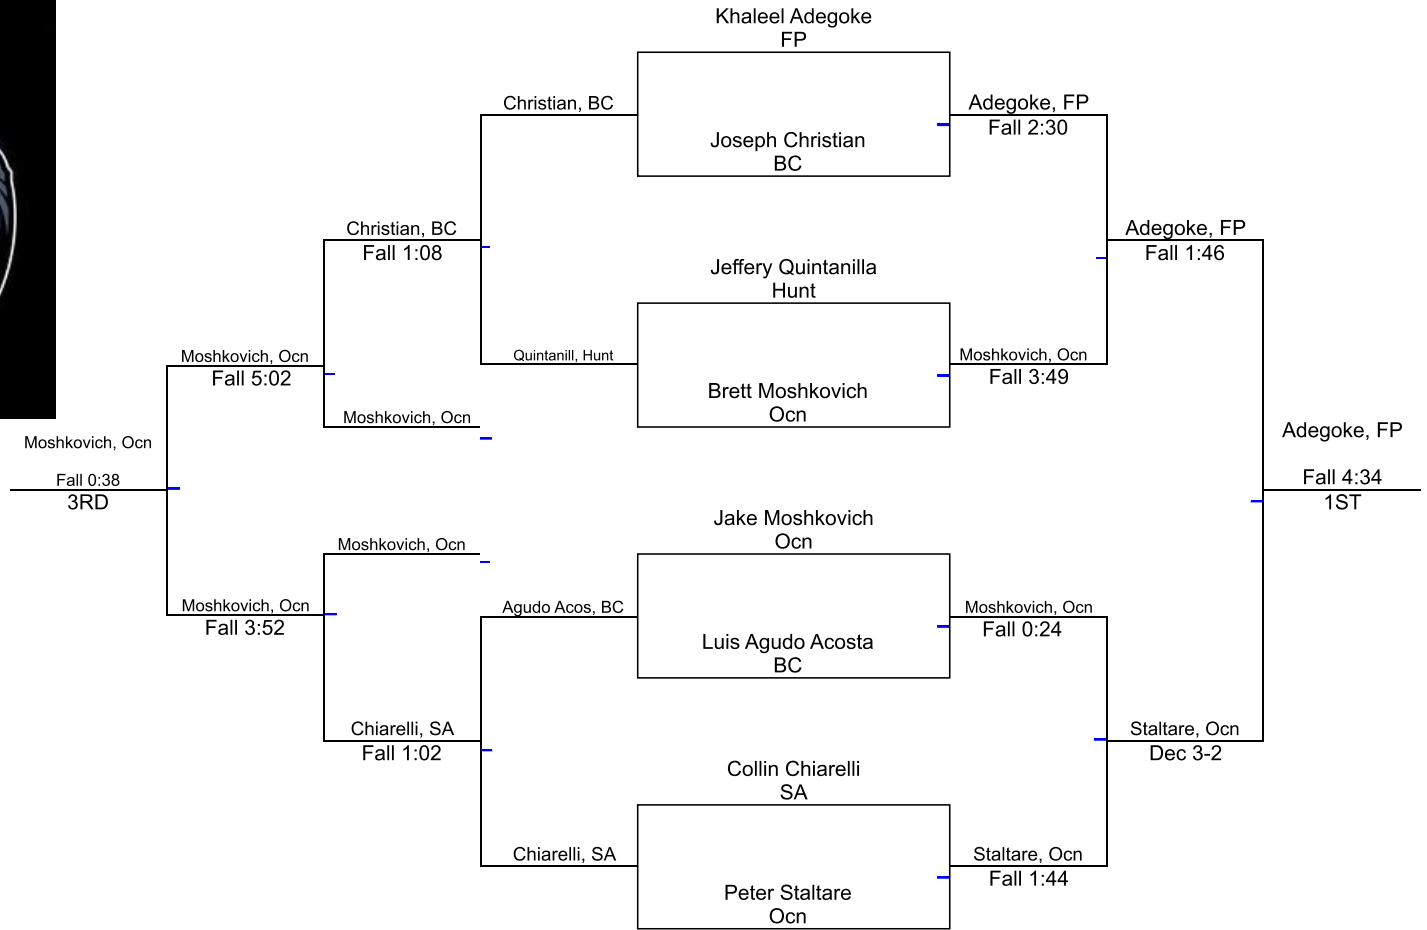 Khaleel Adegoke
FP
Christian, BC
Adegoke, FP
Fall 2:30
Joseph Christian
BC
Christian, BC
Fall 1:08
Adegoke, FP
Fall 1:46
Jeffery Quintanilla
Hunt
Moshkovich, Ocn
Fall 5:02
Quintanill, Hunt
Moshkovich, Ocn
Fall 3:49
Brett Moshkovich
Ocn
Moshkovich, Ocn
Moshkovich, Ocn
Fall 0:38
3RD
Adegoke, FP
Fall 4:34
1ST
Jake Moshkovich
Ocn
Moshkovich, Ocn
Moshkovich, Ocn
Fall 3:52
Agudo Acos, BC
Moshkovich, Ocn
Fall 0:24
Luis Agudo Acosta
BC
Chiarelli, SA
Fall 1:02
Staltare, Ocn
Dec 3-2
Collin Chiarelli
SA
Chiarelli, SA
Staltare, Ocn
Fall 1:44
Peter Staltare
Ocn